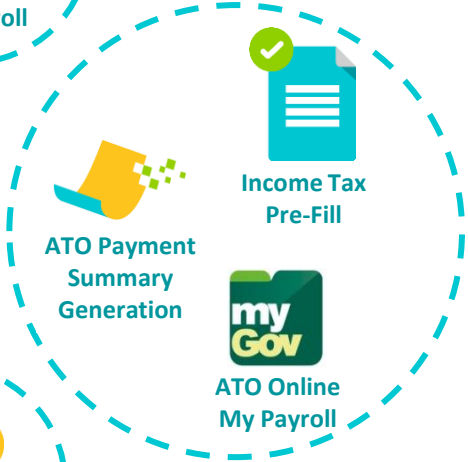 oll
Income Tax
Pre-Fill
ATO Payment
Summary
Generation
my
Gov
ATO Online
My Payroll